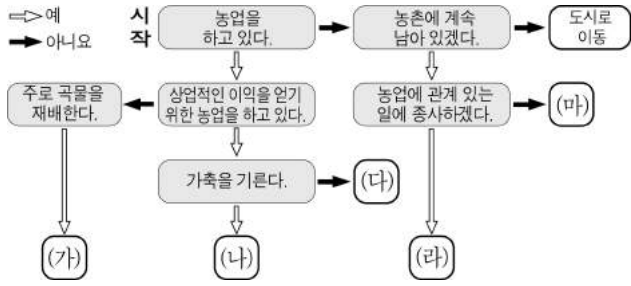 예
아니요
시
작
농업을
하고 있다.
농촌에 계속
남아 있겠다.
도시로
이동
주로 곡물을
재배한다.
상업적인 이익을 얻기
위한 농업을 하고 있다.
농업에 관계 있는
일에 종사하겠다.
(마)
가축을 기른다.
(다)
(가)
(나)
(라)